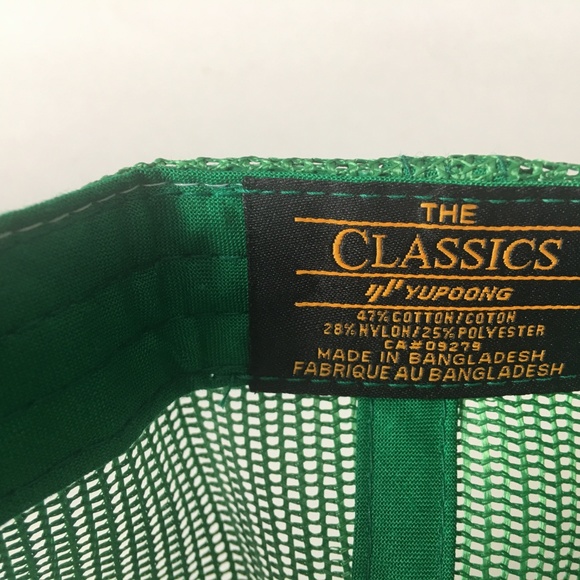 THE
CLASSICS
YUPOONG
47% COTTON/COTON
28% NYLON/25% POLYESTER
CA#09279
MADE IN BANGLADESH
FABRIQUE AU BANGLADESH